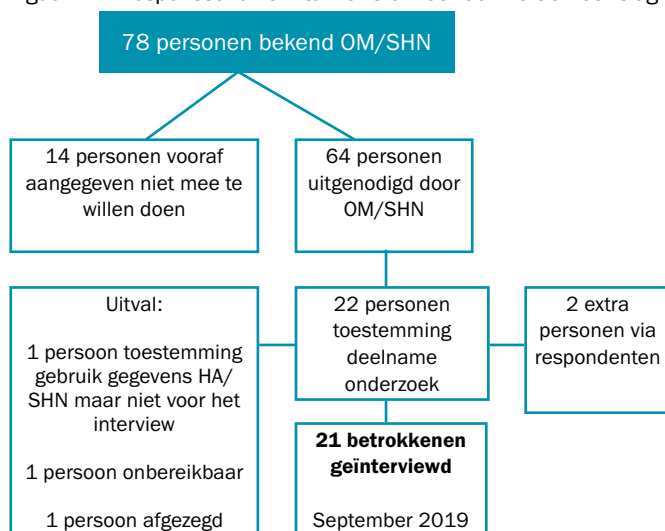 78 personen bekend OM/SHN
14 personen vooraf
aangegeven niet mee te
willen doen
64 personen
uitgenodigd door
OM/SHN
Uitval:
1 persoon toestemming
gebruik gegevens HA/
SHN maar niet voor het
interview
1 persoon onbereikbaar
1 persoon afgezegd
22 personen
toestemming
deelname
onderzoek
2 extra
personen via
respondenten
21 betrokkenen
geïnterviewd
September 2019